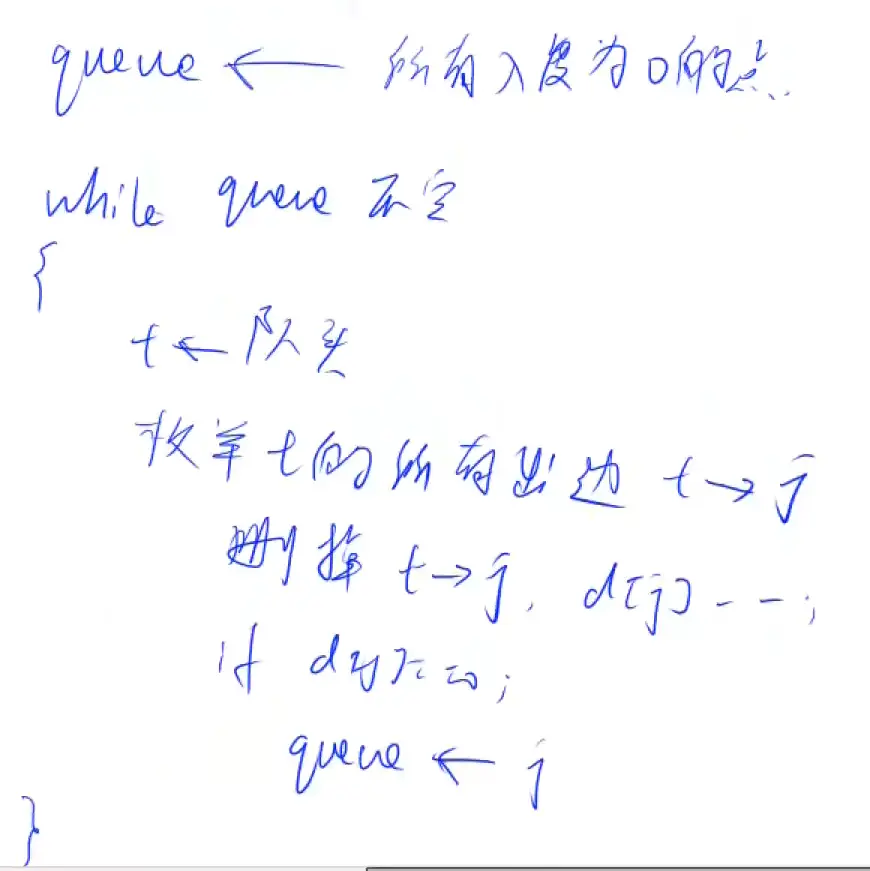 queue ← 所有入度为0的点
while queue 不空
{
t ← 队头
枚举 t 的所有出边 t → j
删掉 t → j, d[j] --;
if d[j] == 0;
queue ← j
}